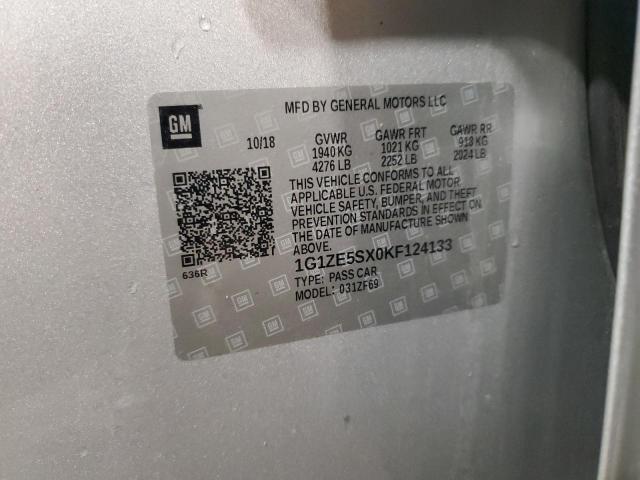 MFD BY GENERAL MOTORS LLC
GM
10/18 GVWR GAWR FRT GAWR RR
1940 KG 1021 KG 918 KG
4276 LB 2252 LB 2024 LB
THIS VEHICLE CONFORMS TO ALL
APPLICABLE U.S. FEDERAL MOTOR
VEHICLE SAFETY, BUMPER, AND THEFT
PREVENTION STANDARDS IN EFFECT ON
THE DATE OF MANUFACTURE SHOWN
ABOVE.
1G1ZE5SX0KF124133
TYPE: PASS CAR
MODEL: 031ZF69
636R